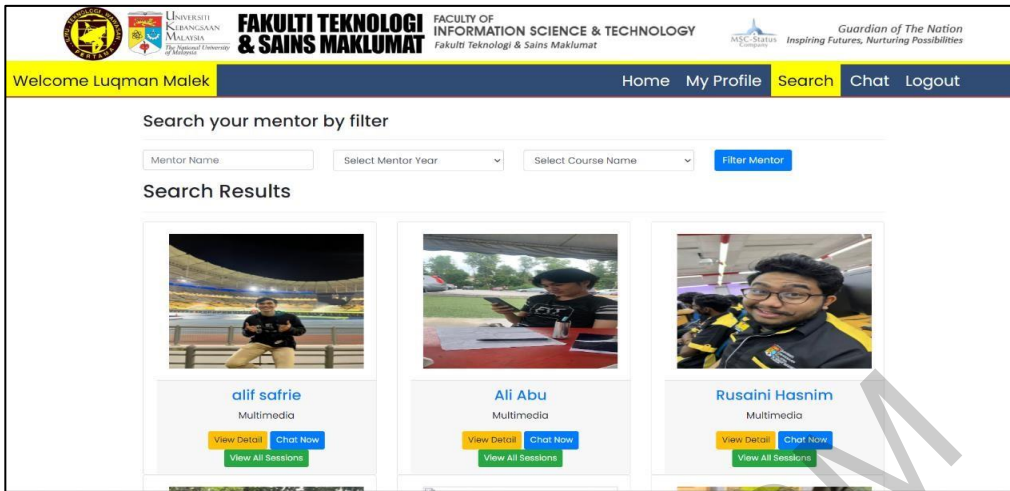 UNIVERSITI
KEBANGSAAN
MALAYSIA
The National University
of Malaysia
FAKULTI TEKNOLOGI
& SAINS MAKLUMAT
FACULTY OF
INFORMATION SCIENCE & TECHNOLOGY
Fakulti Teknologi & Sains Maklumat
MSC-Status
Company
Guardian of The Nation
Inspiring Futures, Nurturing Possibilities
Welcome Luqman Malek
Home My Profile Search Chat Logout
Search your mentor by filter
Mentor Name Select Mentor Year Select Course Name Filter Mentor
Search Results
alif safrie Ali Abu Rusaini Hasnim
Multimedia Multimedia Multimedia
View Detail Chat Now View Detail Chat Now View Detail Chat Now
View All Sessions View All Sessions View All Sessions